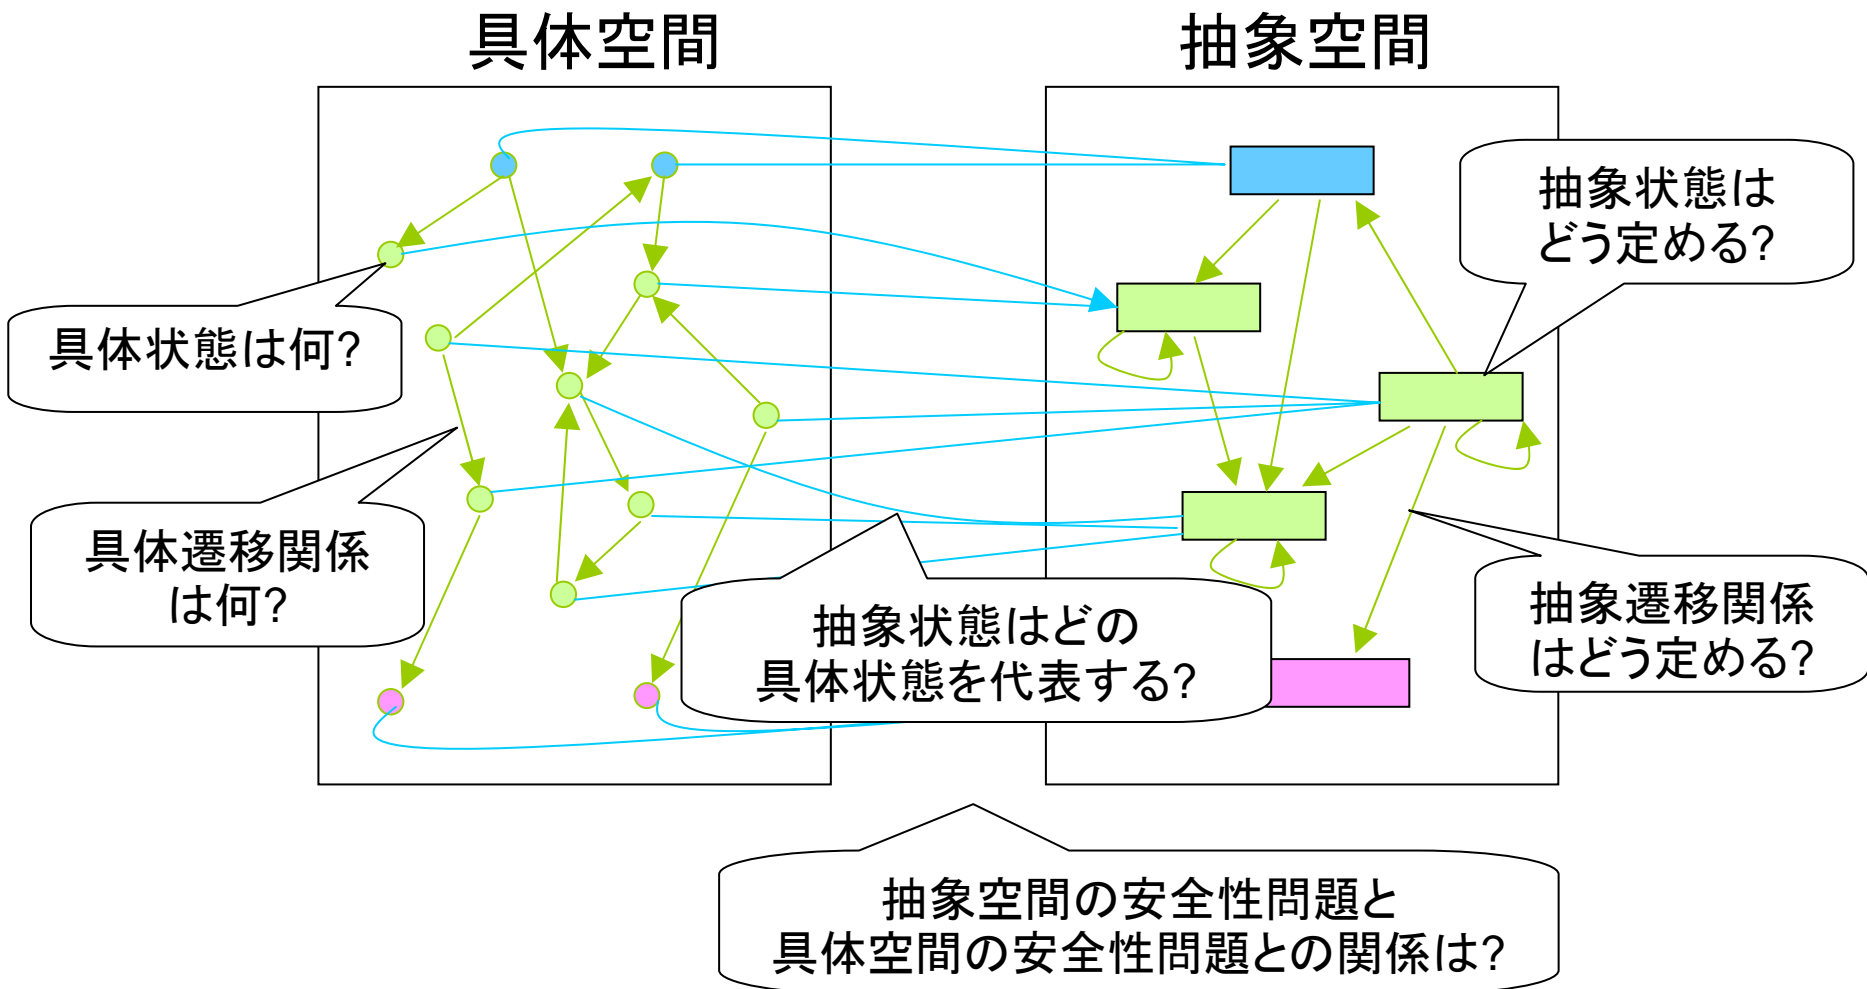 具体空間
抽象空間
抽象状態は
どう定める?
具体状態は何?
具体遷移関係
は何?
抽象状態はどの
具体状態を代表する?
抽象遷移関係
はどう定める?
抽象空間の安全性問題と
具体空間の安全性問題との関係は?